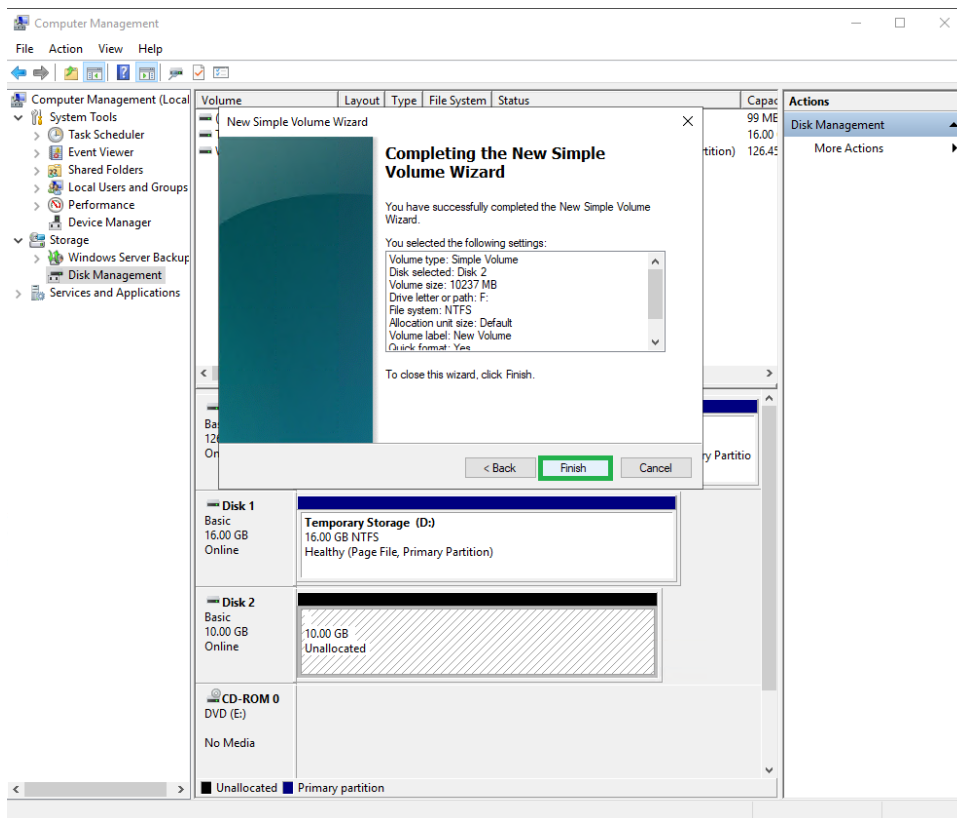 Computer Management
File Action View Help
Computer Management (Local
System Tools
Task Scheduler
Event Viewer
Shared Folders
Local Users and Groups
Performance
Device Manager
Storage
Windows Server Backup
Disk Management
Services and Applications
Volume Layout Type File System Status Capac
99 MB
16.00
tition) 126.45
New Simple Volume Wizard
Completing the New Simple
Volume Wizard
You have successfully completed the New Simple Volume
Wizard.
You selected the following settings:
Volume type: Simple Volume
Disk selected: Disk 2
Volume size: 10237 MB
Drive letter or path: F:
File system: NTFS
Allocation unit size: Default
Volume label: New Volume
Quick format: Yes
To close this wizard, click Finish.
< Back Finish Cancel
Ba
126
On
ry Partitio
Disk 1
Basic
16.00 GB
Online
Temporary Storage (D:)
16.00 GB NTFS
Healthy (Page File, Primary Partition)
Disk 2
Basic
10.00 GB
Online
10.00 GB
Unallocated
CD-ROM 0
DVD (E:)
No Media
Unallocated Primary partition
Actions
Disk Management
More Actions